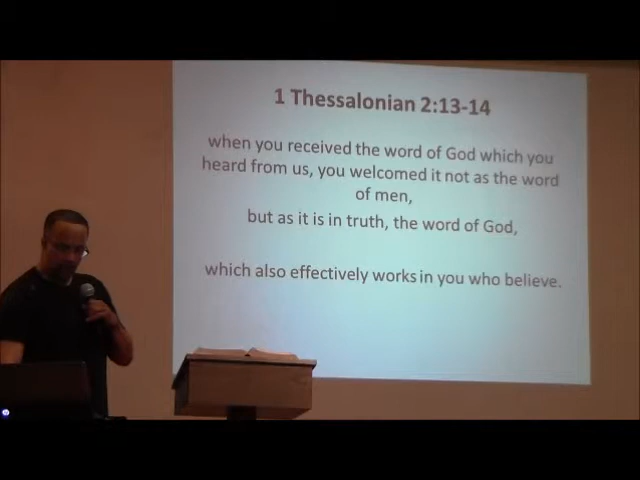 1 Thessalonian 2:13-14
when you received the word of God which you
heard from us, you welcomed it not as the word
of men,
but as it is in truth, the word of God,
which also effectively works in you who believe.